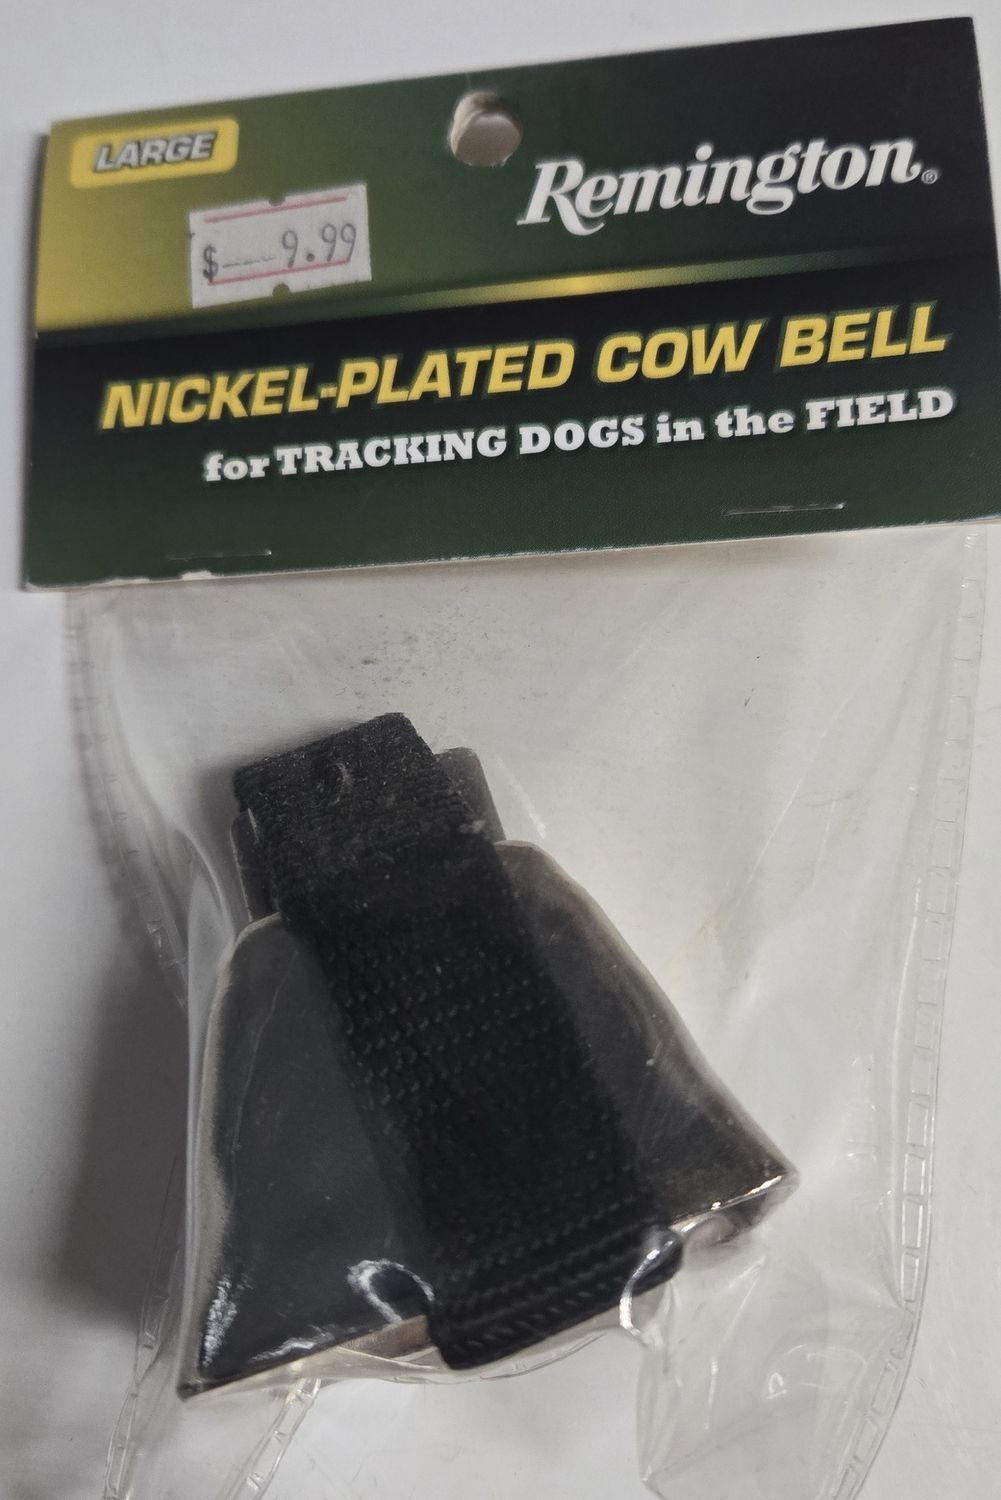 LARGE
Remington®
$---9.99
NICKEL-PLATED COW BELL
for TRACKING DOGS in the FIELD